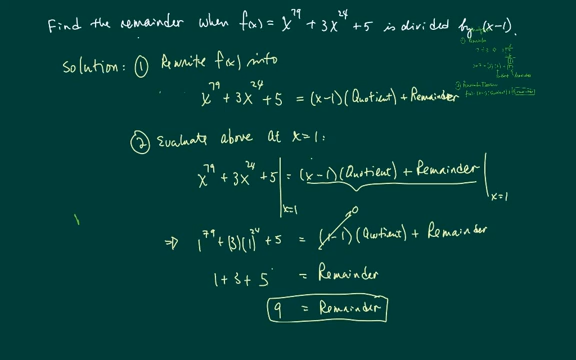 Find the remainder when f(x) = x^79 + 3x^24 + 5 is divided by (x-1).
Solution: ① Rewrite f(x) into
x^79 + 3x^24 + 5 = (x-1)(Quotient) + Remainder
② Evaluate above at x=1:
x^79 + 3x^24 + 5 |x=1 = (x-1)(Quotient) + Remainder |x=1
⇒ 1^79 + (3)(1)^24 + 5 = (1-1)(Quotient) + Remainder
0
1 + 3 + 5 = Remainder
9 = Remainder